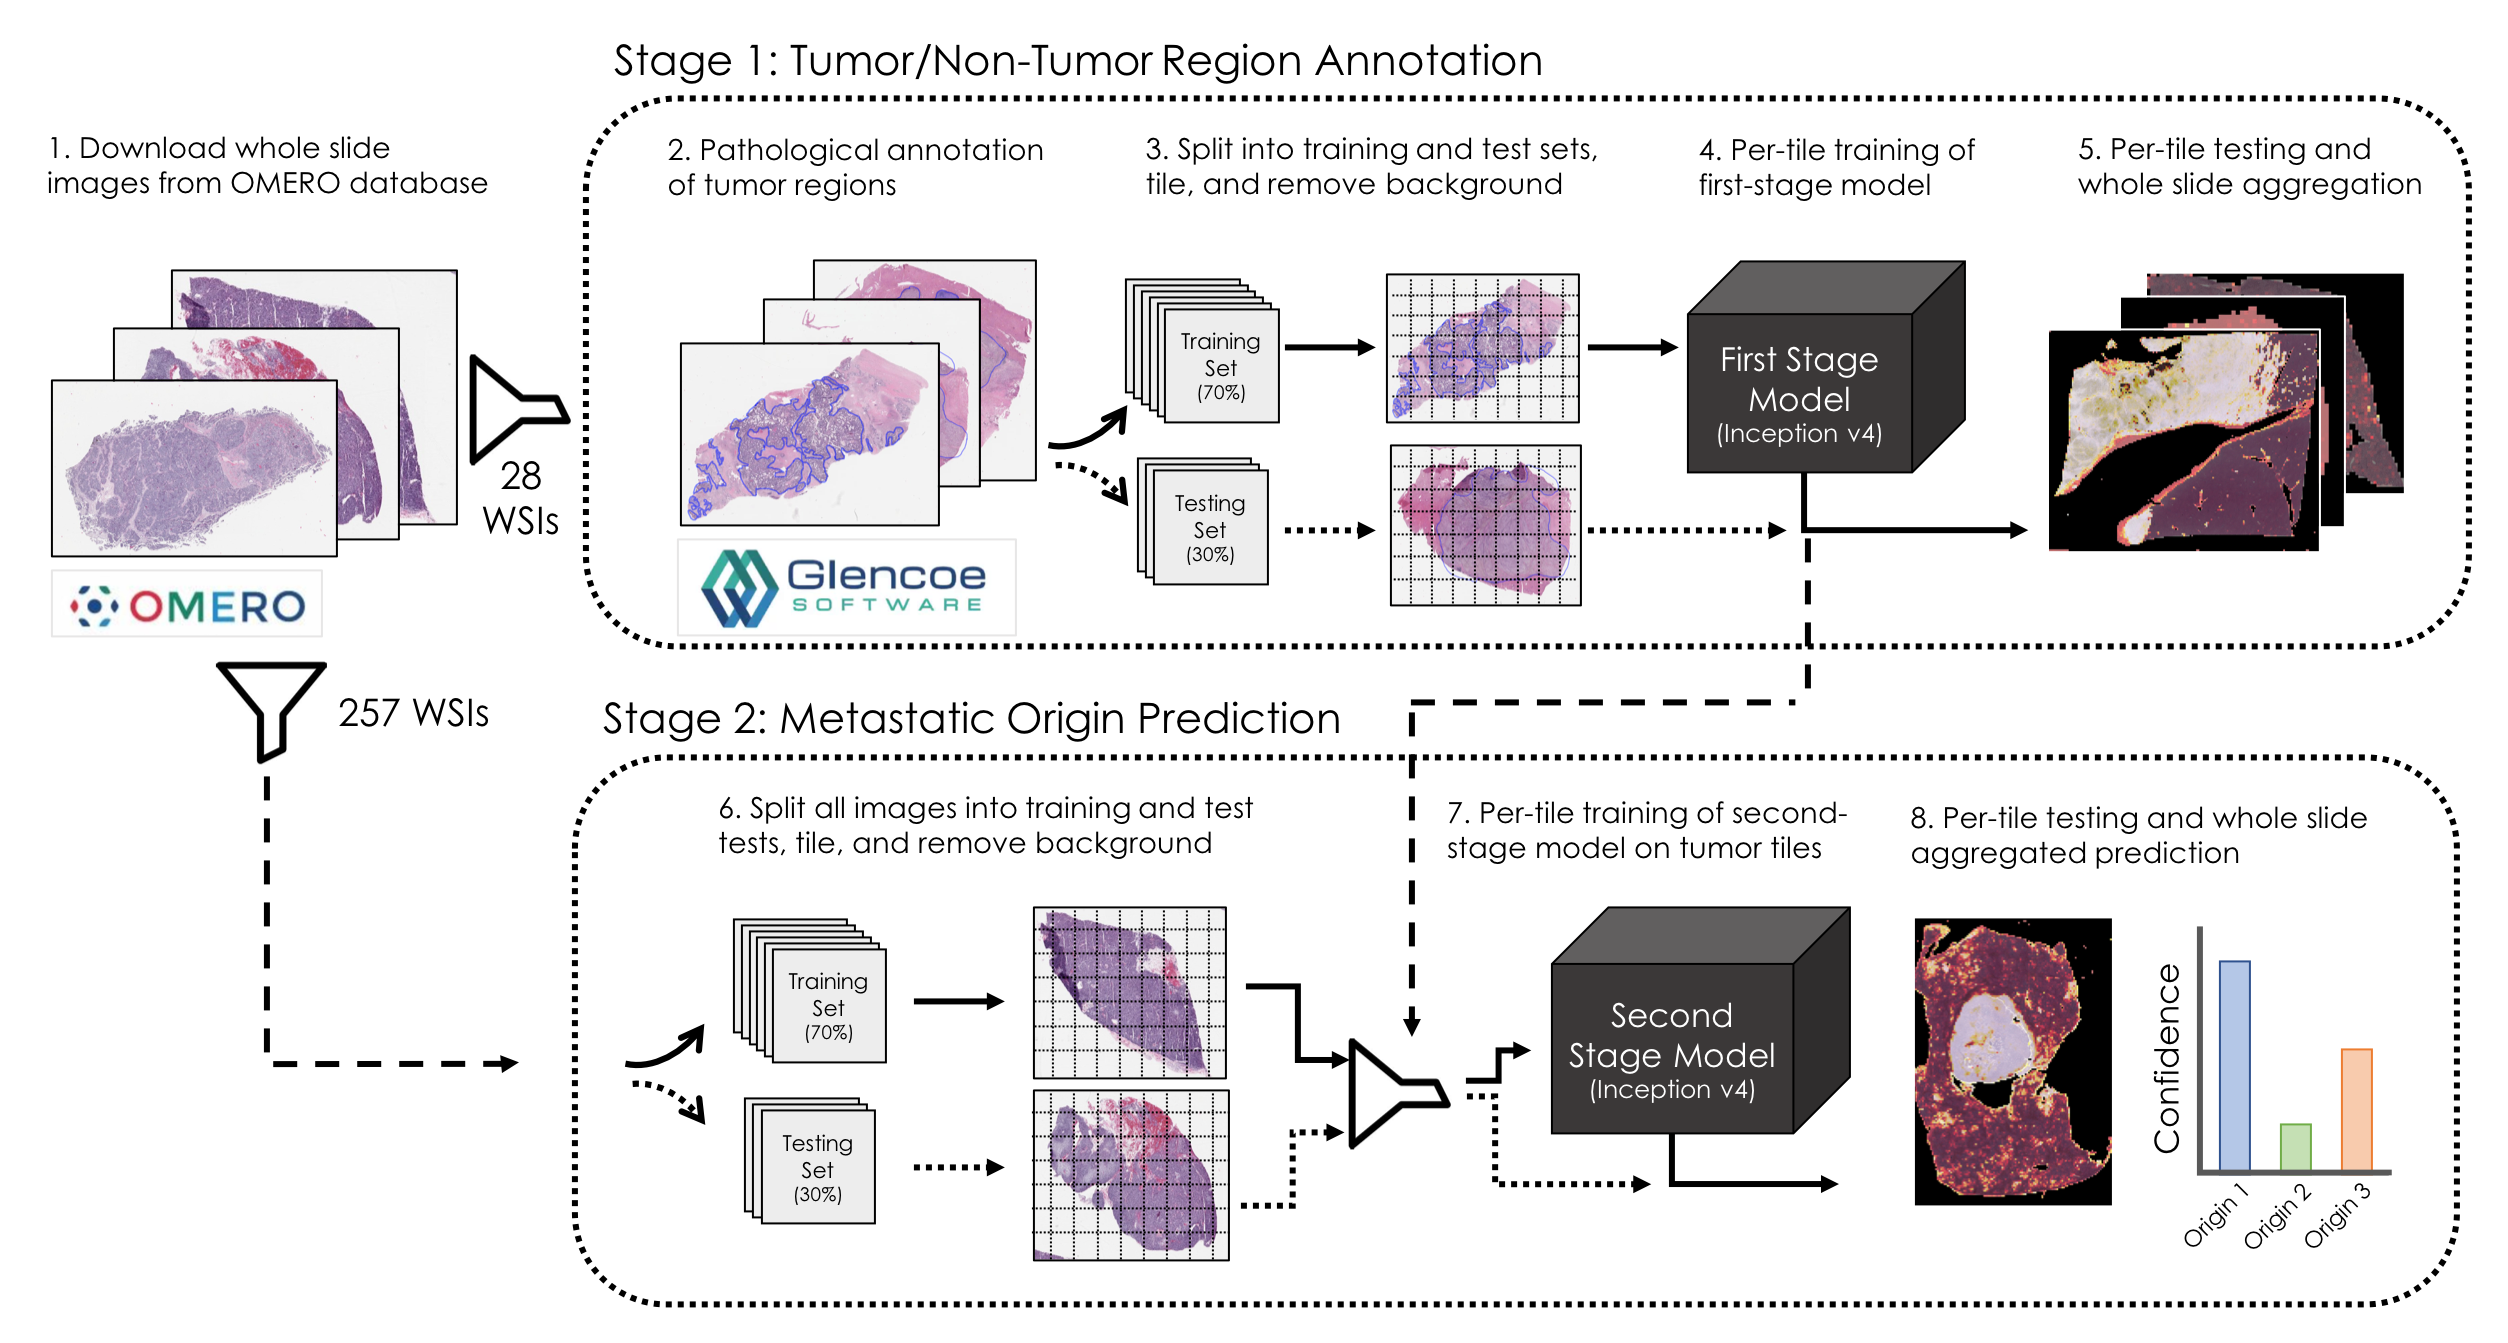 Stage 1: Tumor/Non-Tumor Region Annotation
1. Download whole slide
images from OMERO database
2. Pathological annotation
of tumor regions
3. Split into training and test sets,
tile, and remove background
4. Per-tile training of
first-stage model
5. Per-tile testing and
whole slide aggregation
28
WSIs
OMERO
Glencoe
SOFTWARE
Training
Set
(70%)
Testing
Set
(30%)
First Stage
Model
(Inception v4)
257 WSIs
Stage 2: Metastatic Origin Prediction
6. Split all images into training and test
tests, tile, and remove background
7. Per-tile training of second-
stage model on tumor tiles
8. Per-tile testing and whole slide
aggregated prediction
Training
Set
(70%)
Testing
Set
(30%)
Second
Stage Model
(Inception v4)
Confidence
Origin 1
Origin 2
Origin 3